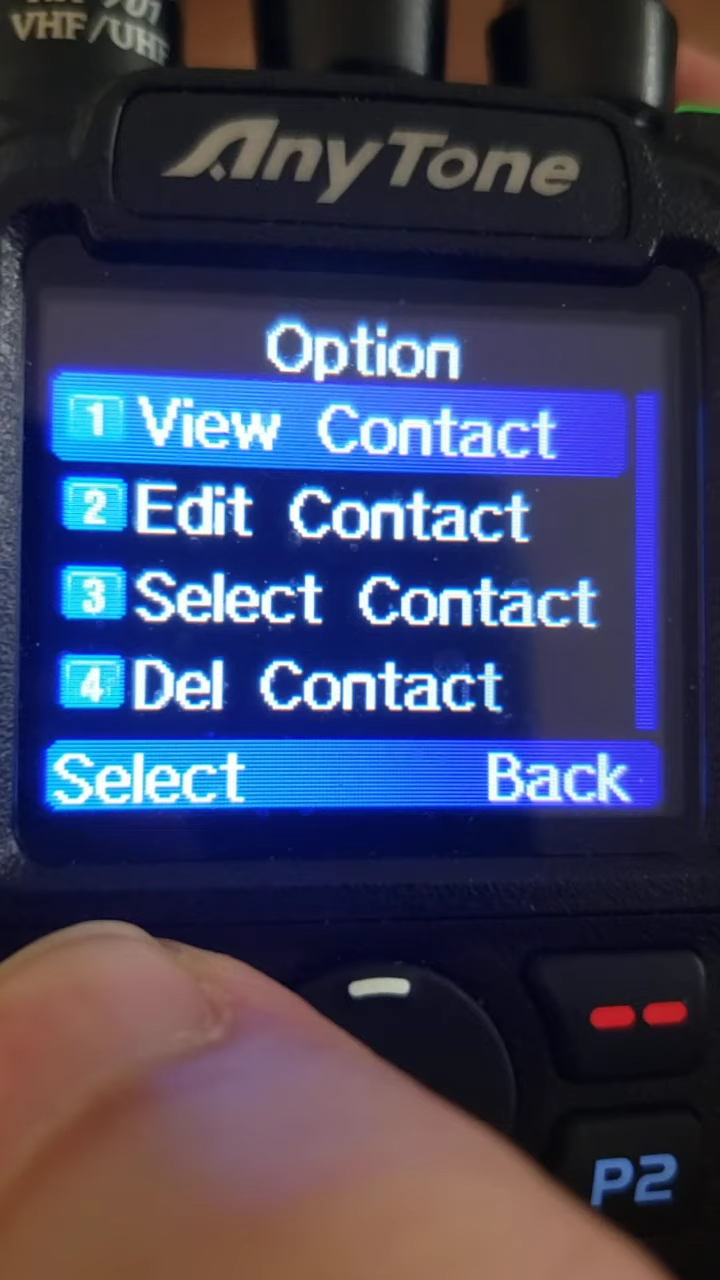 VHF/UHF
AnyTone
Option
1 View Contact
2 Edit Contact
3 Select Contact
4 Del Contact
Select Back
P2